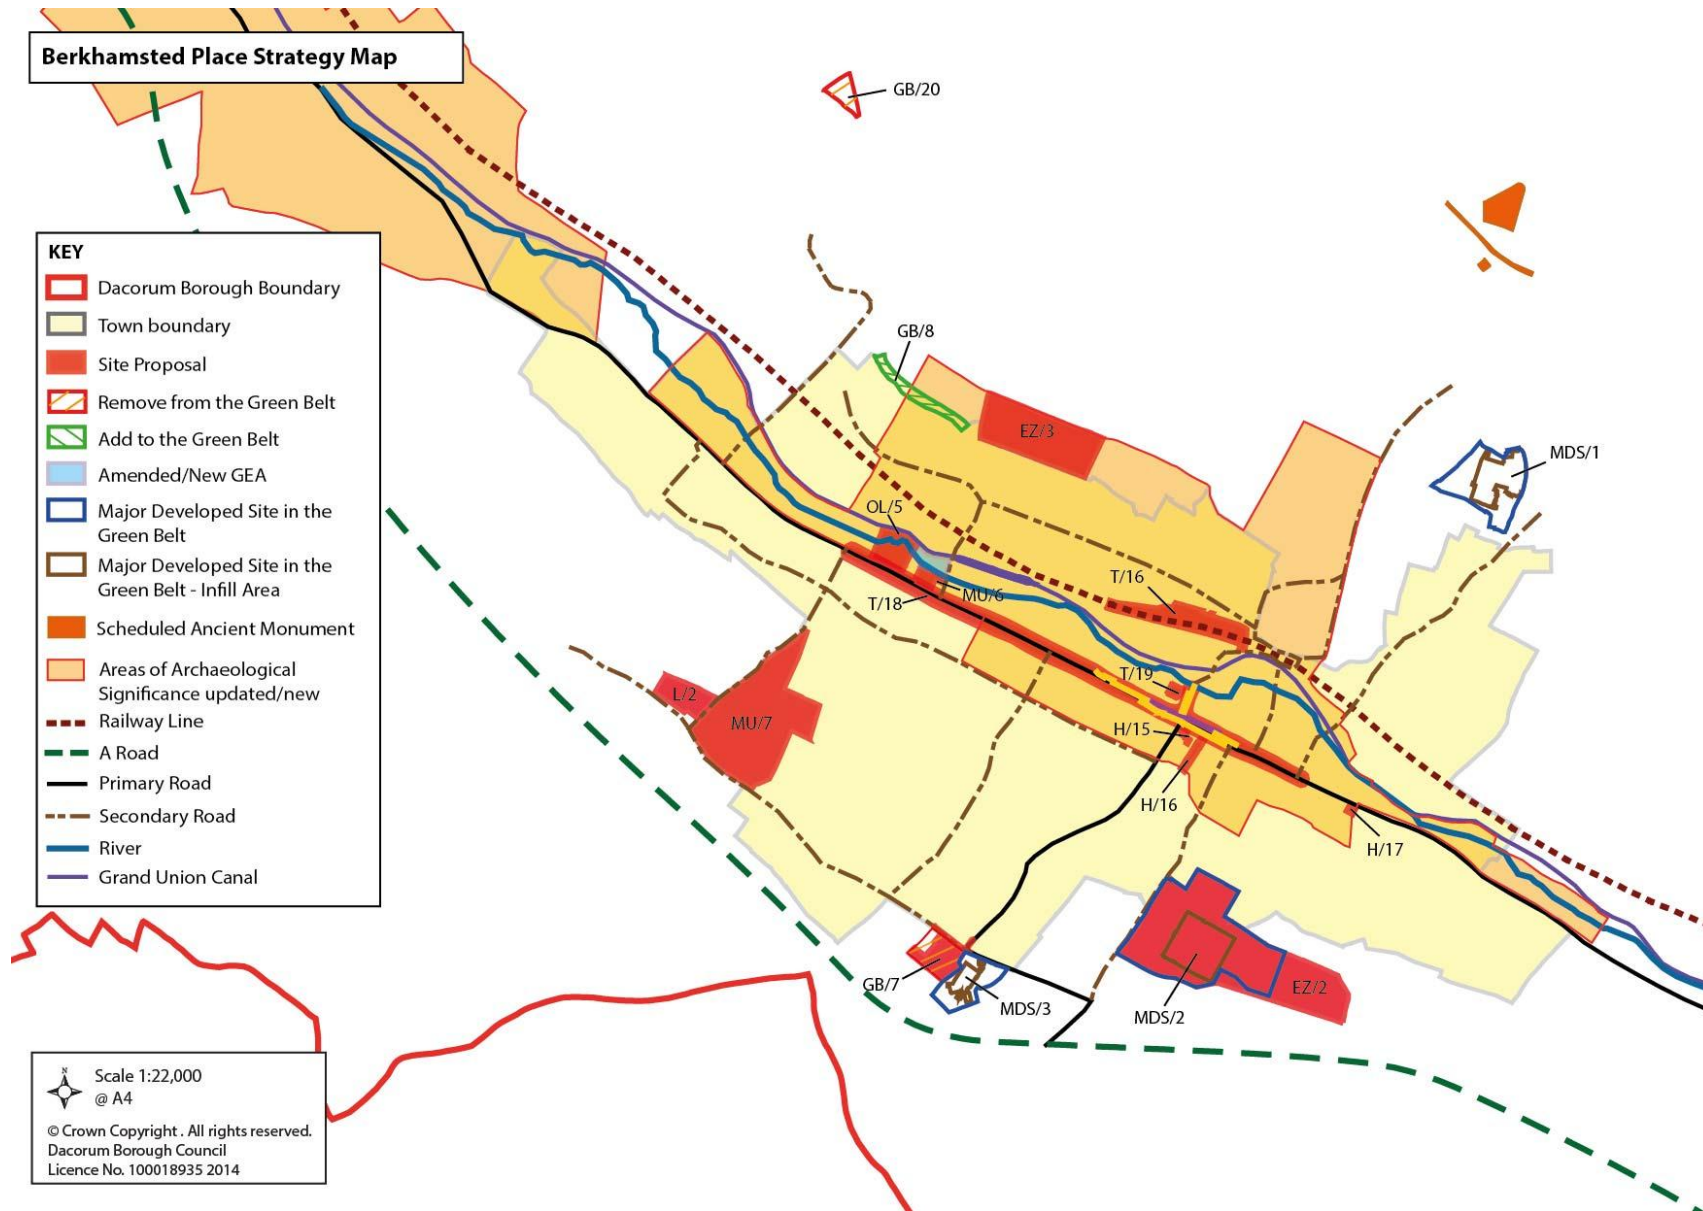 Berkhamsted Place Strategy Map
GB/20
KEY
Dacorum Borough Boundary
Town boundary
Site Proposal
Remove from the Green Belt
Add to the Green Belt
Amended/New GEA
Major Developed Site in the
Green Belt
Major Developed Site in the
Green Belt - Infill Area
Scheduled Ancient Monument
Areas of Archaeological
Significance updated/new
Railway Line
A Road
Primary Road
Secondary Road
River
Grand Union Canal
GB/8
EZ/3
MDS/1
OL/5
T/16
MU/6
T/18
T/19
L/2
MU/7
H/15
H/16
H/17
GB/7
MDS/3
MDS/2
EZ/2
N
Scale 1:22,000
@ A4
© Crown Copyright . All rights reserved.
Dacorum Borough Council
Licence No. 100018935 2014